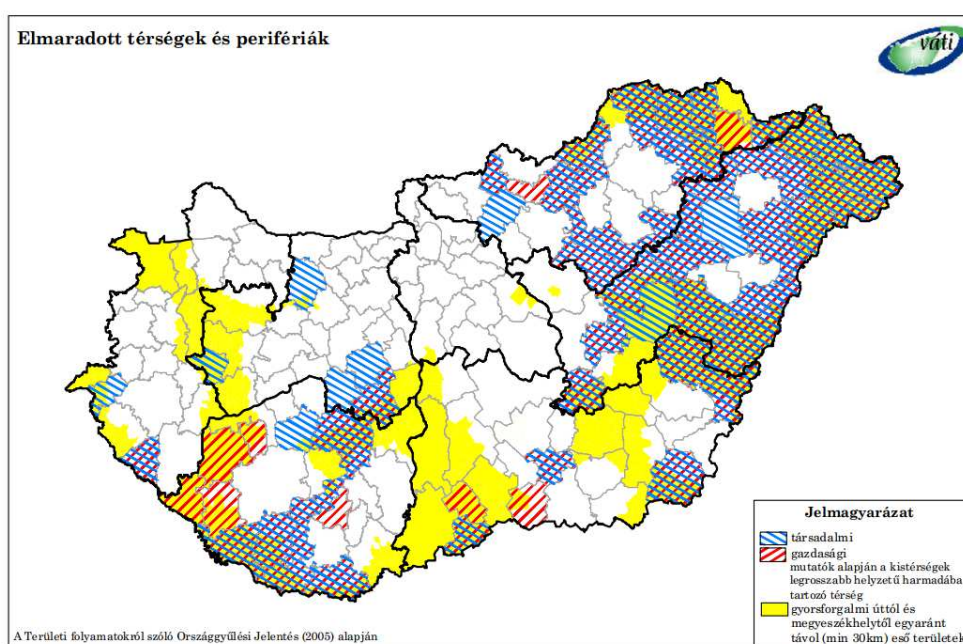 Elmaradott térségek és perifériák
váti
Jelmagyarázat
társadalmi
gazdasági
mutatók alapján a kistérségek
legrosszabb helyzetű harmadába
tartozó térség
gyorsforgalmi úttól és
megyeszékhelytől egyaránt
távol (min 30km) eső területek
A Területi folyamatokról szóló Országgyűlési Jelentés (2005) alapján